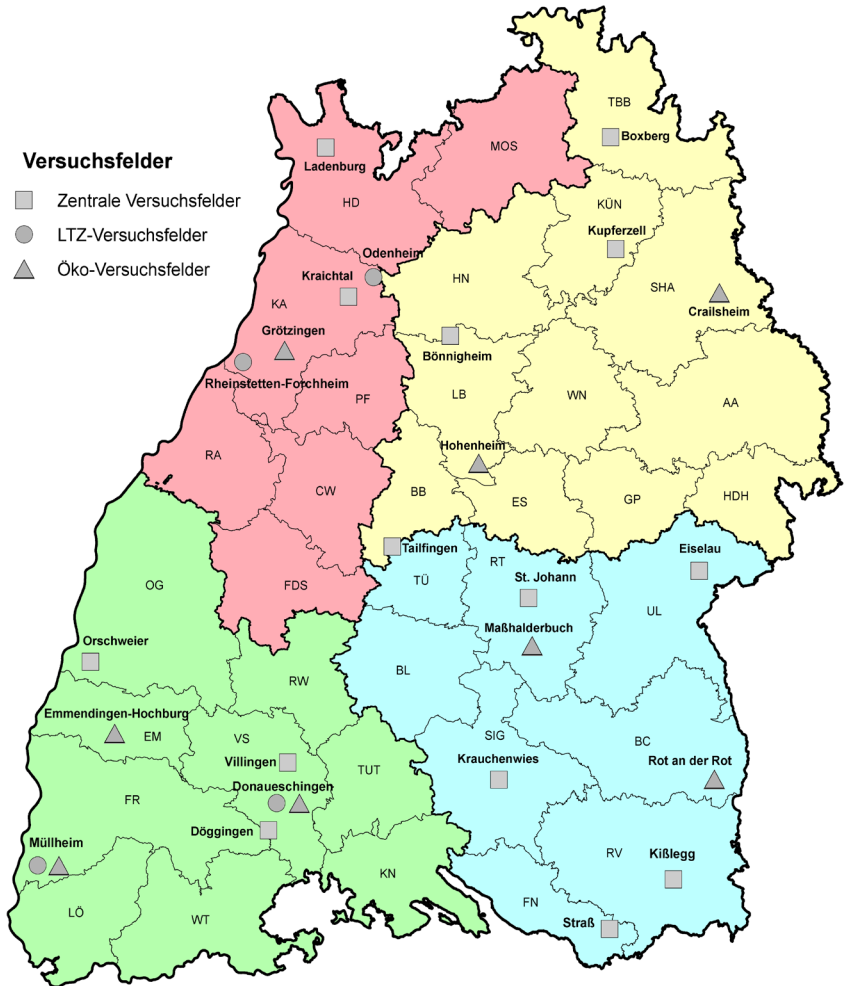 TBB
Boxberg
MOS
Versuchsfelder
Ladenburg
Zentrale Versuchsfelder
HD
KÜN
LTZ-Versuchsfelder
Kupferzell
Odenheim
Öko-Versuchsfelder
Kraichtal
HN
SHA
KA
Crailsheim
Grötzingen
Bönnigheim
Rheinstetten-Forchheim
PF
LB
WN
AA
Hohenheim
RA
CW
BB
ES
GP
HDH
Tailfingen
Eiselau
RT
St. Johann
OG
FDS
TÜ
UL
Maßhalderbuch
Orschweier
BL
RW
Emmendingen-Hochburg
EM
VS
SIG
BC
Villingen
Krauchenwies
Rot an der Rot
TUT
Donaueschingen
FR
Döggingen
Müllheim
RV
Kißlegg
KN
FN
LÖ
WT
Straß